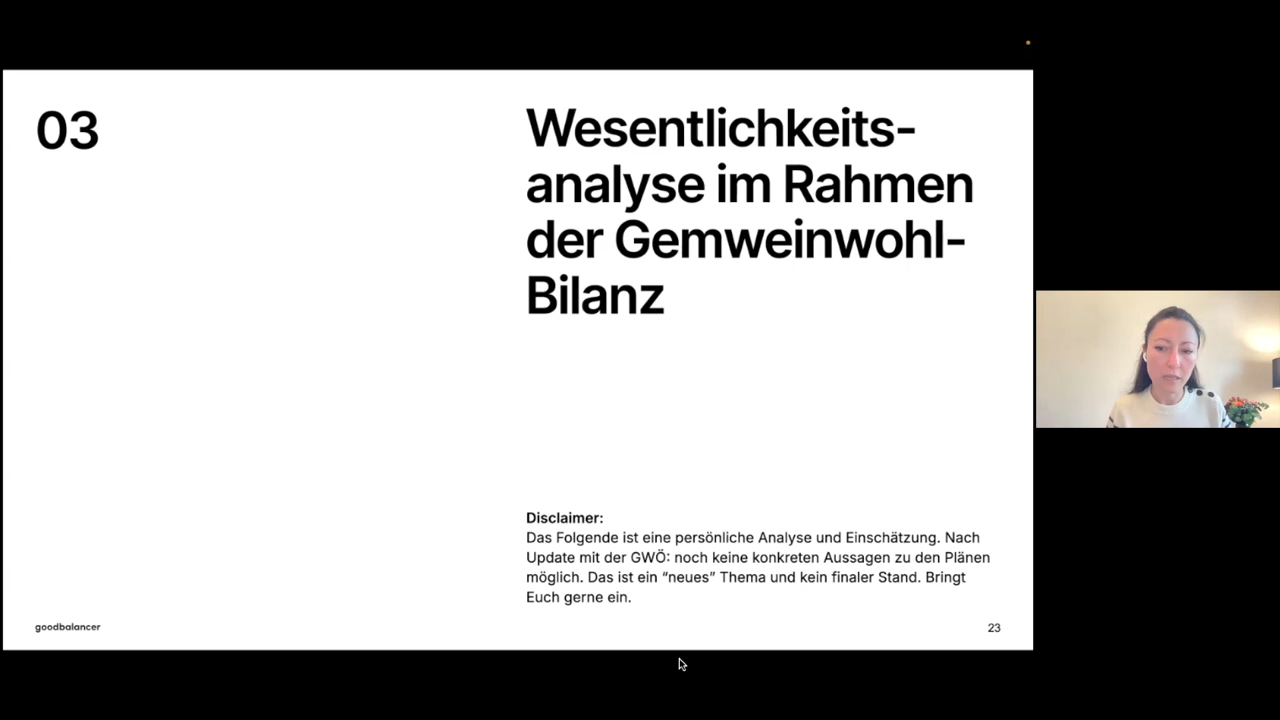 03
Wesentlichkeits-
analyse im Rahmen
der Gemweinwohl-
Bilanz
Disclaimer:
Das Folgende ist eine persönliche Analyse und Einschätzung. Nach
Update mit der GWÖ: noch keine konkreten Aussagen zu den Plänen
möglich. Das ist ein “neues” Thema und kein finaler Stand. Bringt
Euch gerne ein.
goodbalancer
23